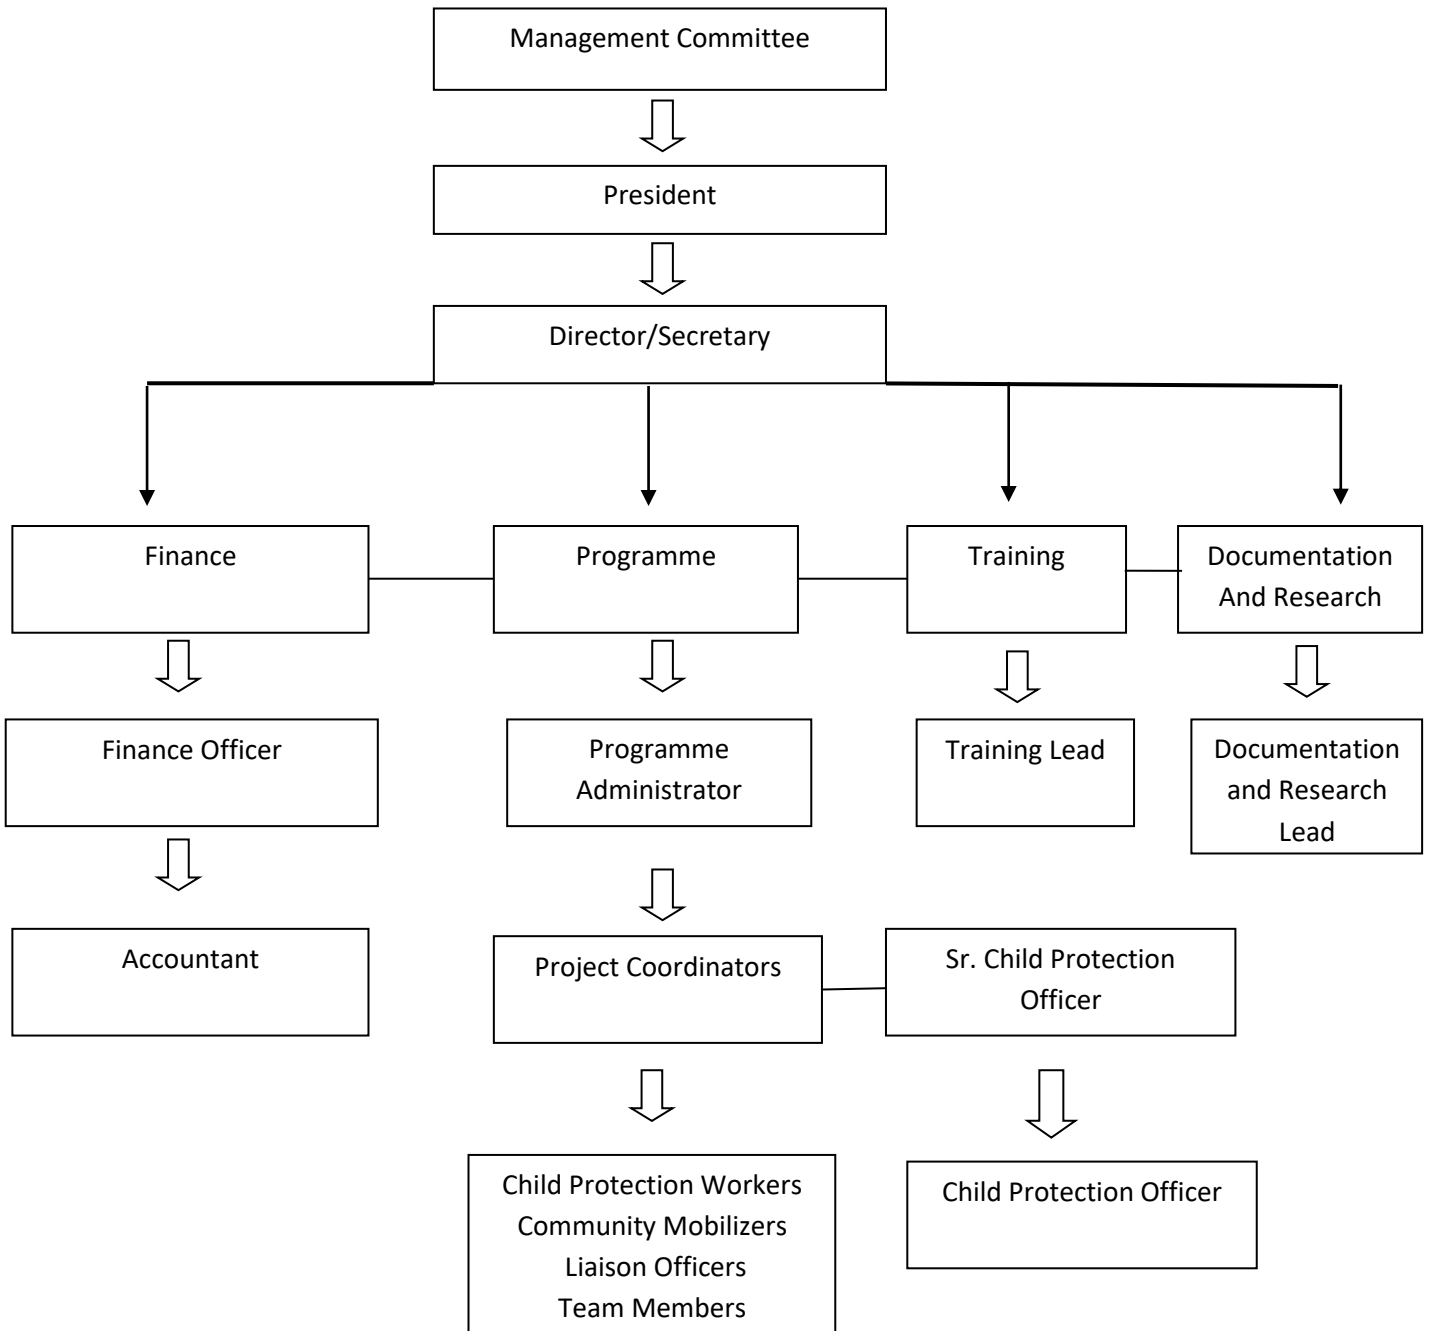 Management Committee
President
Director/Secretary
Finance
Programme
Training
Documentation
And Research
Finance Officer
Programme
Administrator
Training Lead
Documentation
and Research
Lead
Accountant
Project Coordinators
Sr. Child Protection
Officer
Child Protection Workers
Community Mobilizers
Liaison Officers
Team Members
Child Protection Officer